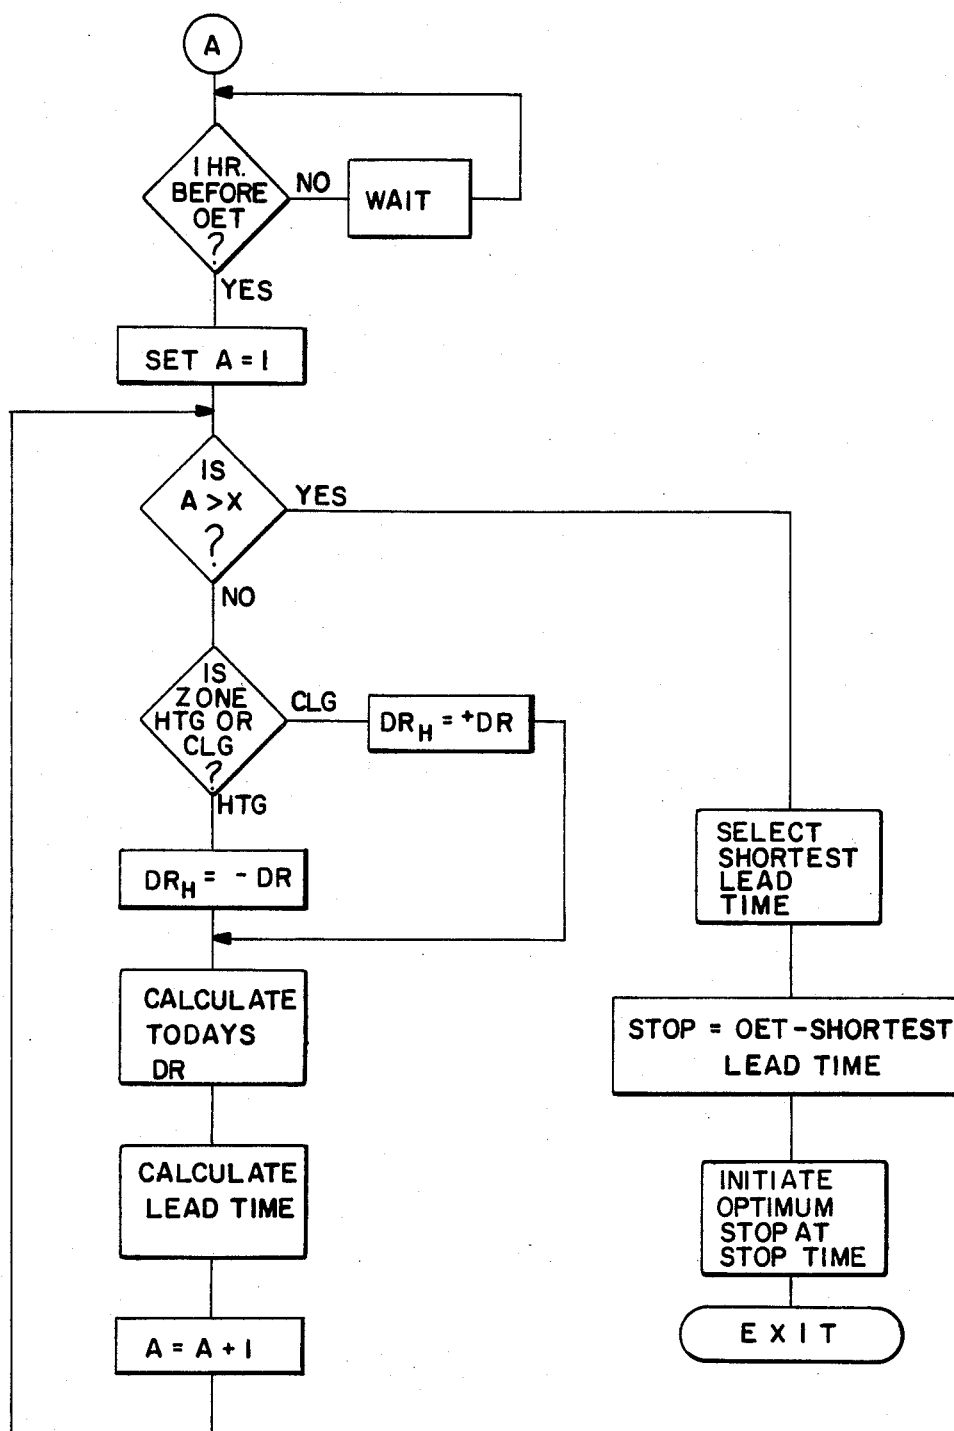 A
1 HR.
BEFORE
OET
?
NO
WAIT
YES
SET A = 1
IS
A > X
?
YES
NO
IS
ZONE
HTG OR
CLG
?
CLG
DRH = +DR
HTG
DRH = - DR
CALCULATE
TODAYS
DR
CALCULATE
LEAD TIME
A = A + 1
SELECT
SHORTEST
LEAD
TIME
STOP = OET-SHORTEST
LEAD TIME
INITIATE
OPTIMUM
STOP AT
STOP TIME
EXIT